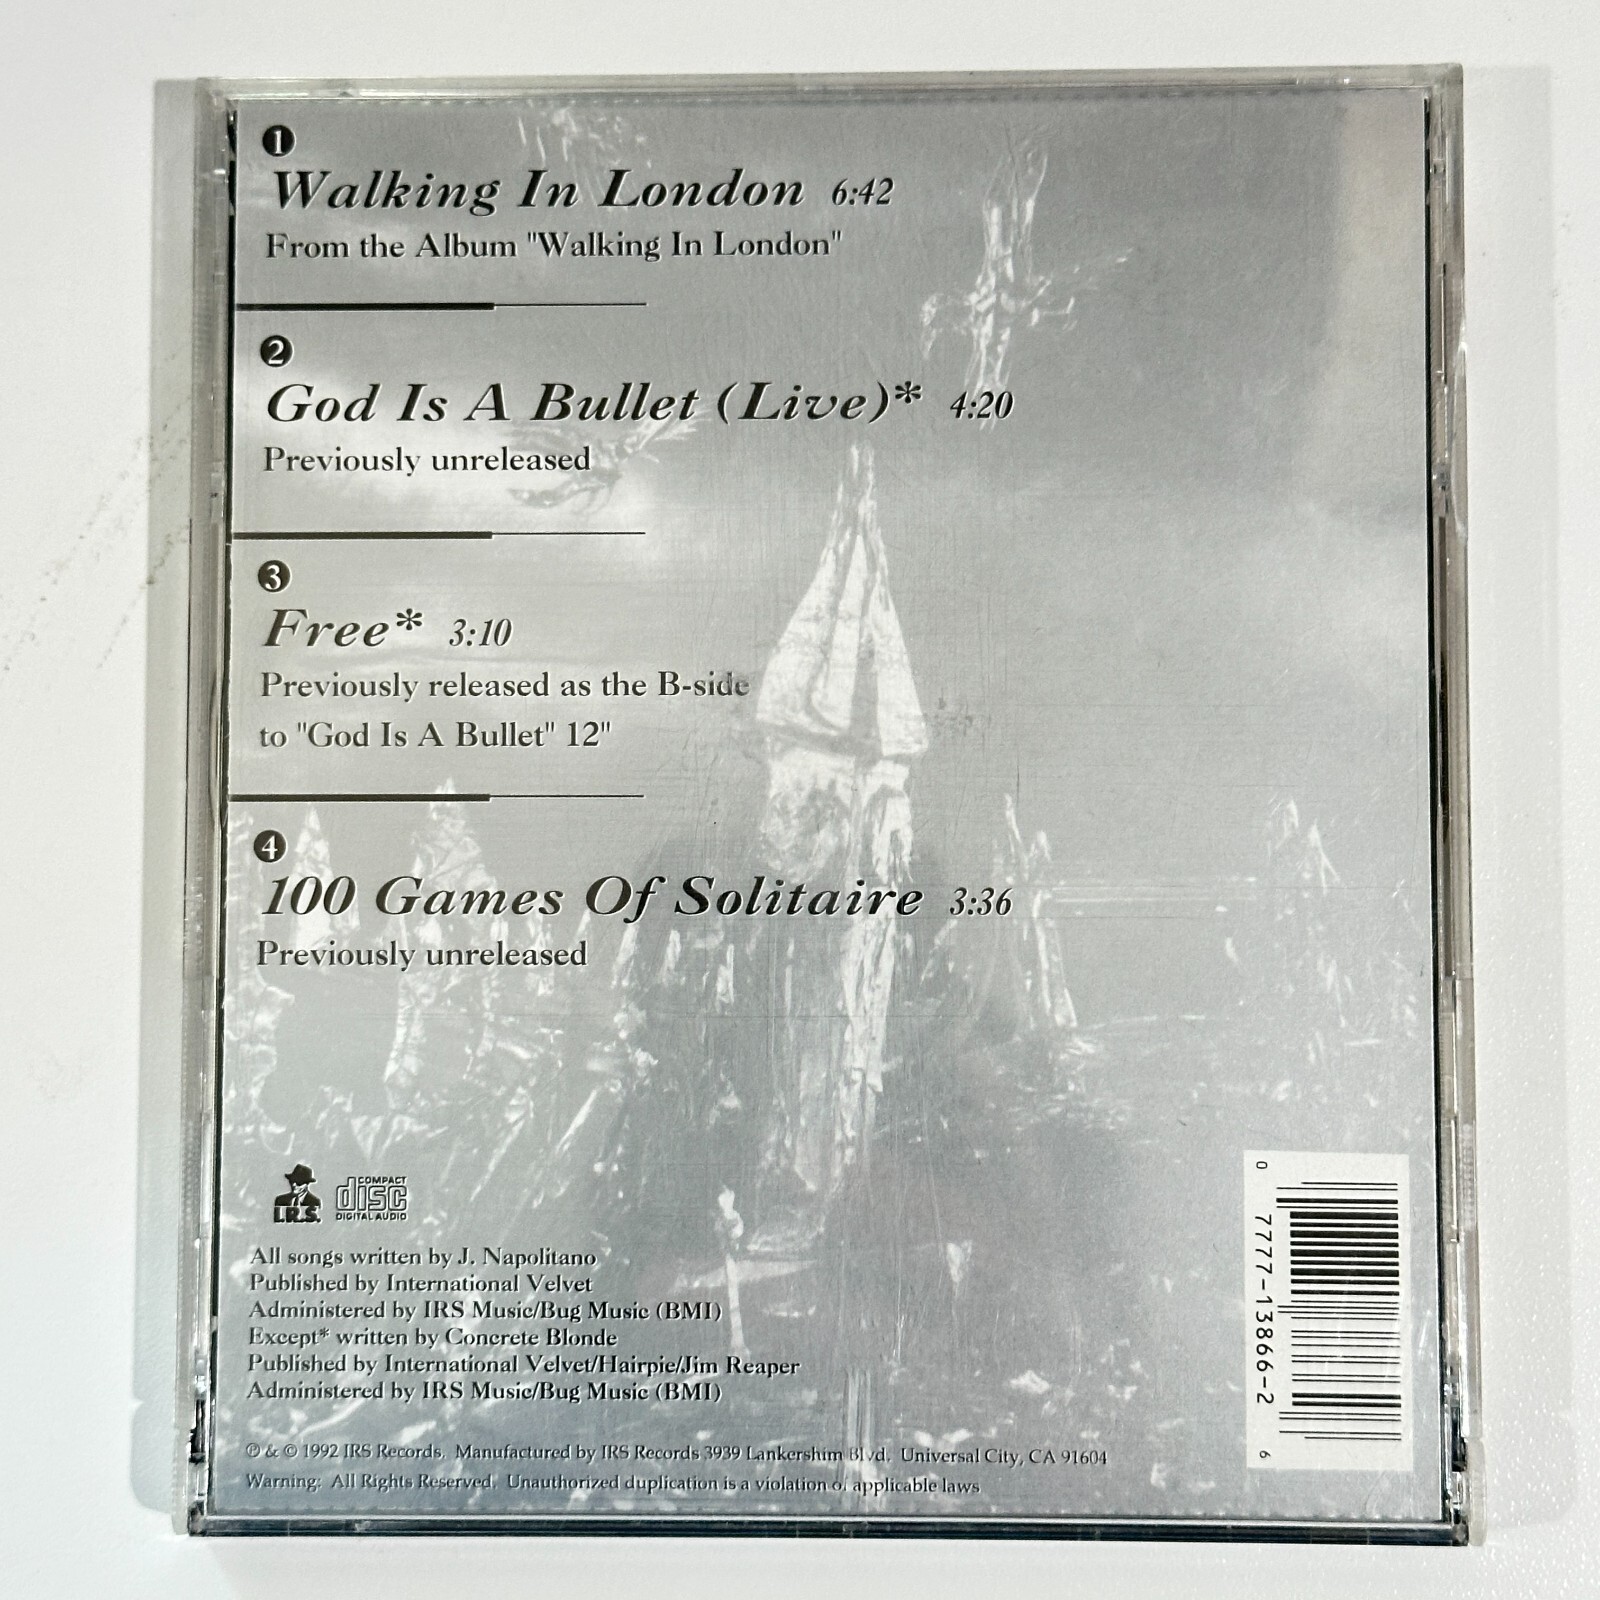 1
Walking In London 6:42
From the Album "Walking In London"
2
God Is A Bullet (Live)* 4:20
Previously unreleased
3
Free* 3:10
Previously released as the B-side
to "God Is A Bullet" 12"
4
100 Games Of Solitaire 3:36
Previously unreleased
I.R.S.
COMPACT
disc
DIGITAL AUDIO
All songs written by J. Napolitano
Published by International Velvet
Administered by IRS Music/Bug Music (BMI)
Except* written by Concrete Blonde
Published by International Velvet/Hairpie/Jim Reaper
Administered by IRS Music/Bug Music (BMI)
℗ & © 1992 IRS Records, Manufactured by IRS Records 3939 Lankershim Blvd. Universal City, CA 91604
Warning: All Rights Reserved. Unauthorized duplication is a violation of applicable laws
0 7777-13866-2 6